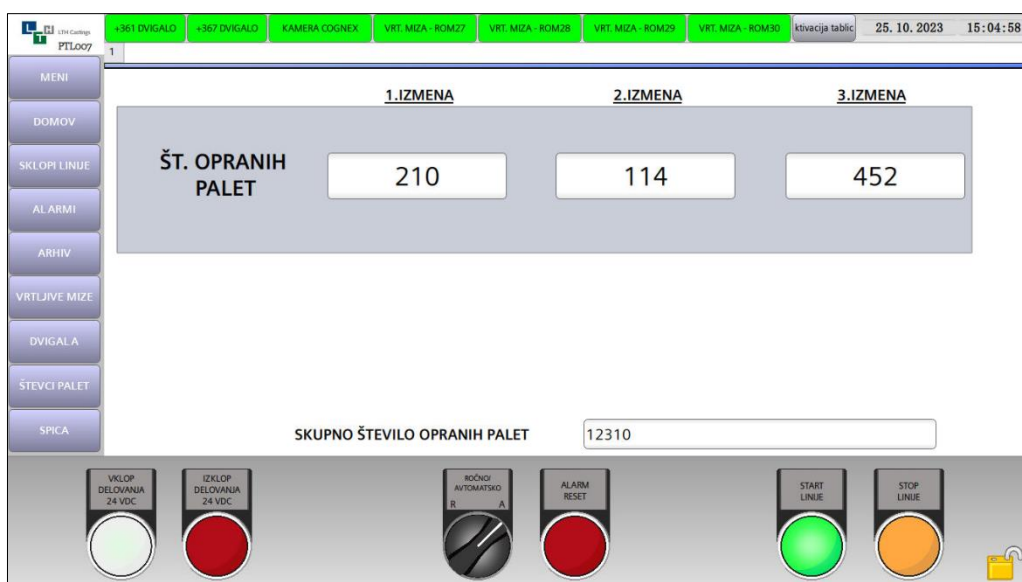 LTH Castings
PTL007
+361 DVIGALO
+367 DVIGALO
KAMERA COGNEX
VRT. MIZA - ROM27
VRT. MIZA - ROM28
VRT. MIZA - ROM29
VRT. MIZA - ROM30
ktivacija tablic
25. 10. 2023
15:04:58
1
MENI
DOMOV
SKLOPI LINIJE
ALARMI
ARHIV
VRTLJIVE MIZE
DVIGALA
ŠTEVCI PALET
SPICA
1.IZMENA
2.IZMENA
3.IZMENA
ŠT. OPRANIH
PALET
210
114
452
SKUPNO ŠTEVILO OPRANIH PALET
12310
VKLOP
DELOVANJA
24 VDC
IZKLOP
DELOVANJA
24 VDC
ROČNO/
AVTOMATSKO
R A
ALARM
RESET
START
LINIJE
STOP
LINIJE